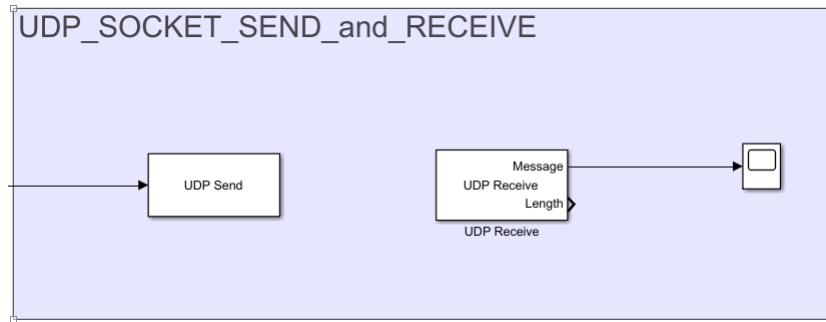 UDP_SOCKET_SEND_and_RECEIVE
UDP Send
Message
UDP Receive
Length
UDP Receive